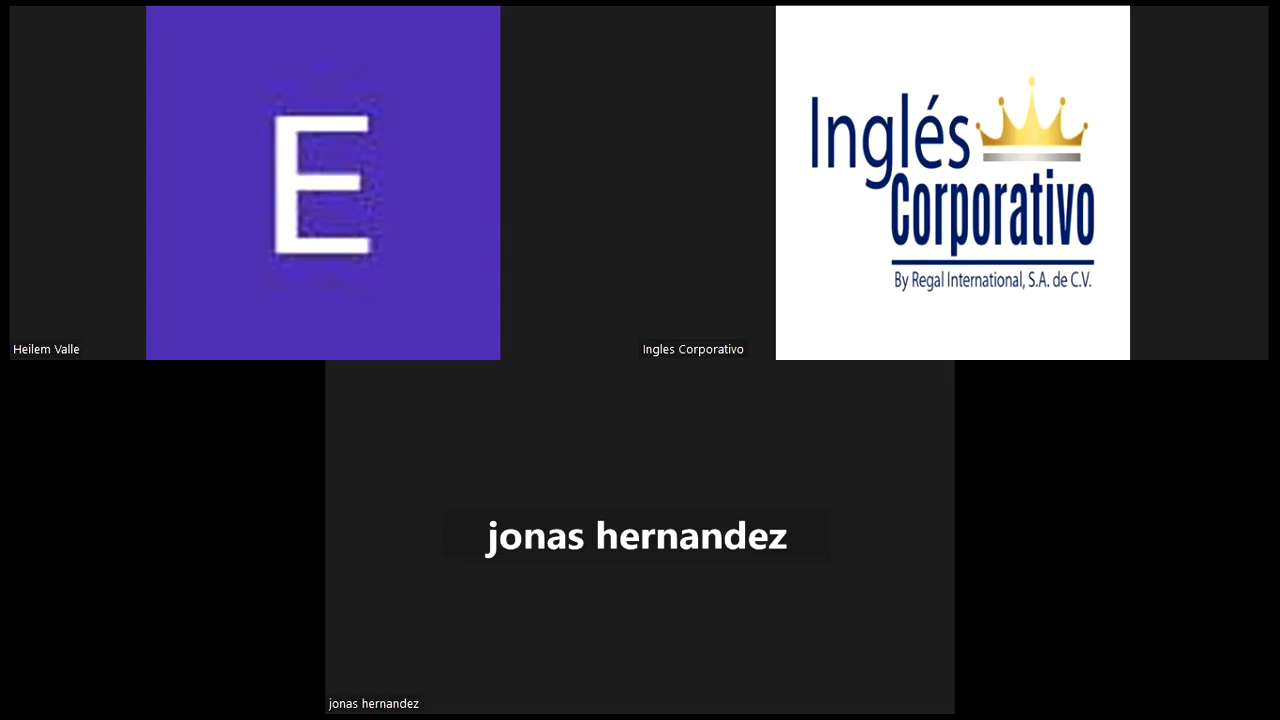 E
Heilem Valle
Inglés
Corporativo
By Regal International, S.A. de C.V.
Ingles Corporativo
jonas hernandez
jonas hernandez